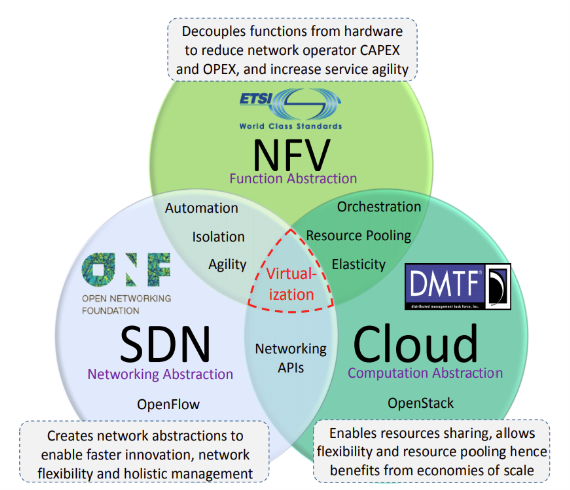 Decouples functions from hardware
to reduce network operator CAPEX
and OPEX, and increase service agility
ETSI
World Class Standards
NFV
Function Abstraction
Automation
Isolation
Agility
Orchestration
Resource Pooling
Elasticity
Virtual-
ization
ONF
OPEN NETWORKING
FOUNDATION
DMTF
distributed management task force, inc.
SDN
Networking Abstraction
OpenFlow
Networking
APIs
Cloud
Computation Abstraction
OpenStack
Creates network abstractions to
enable faster innovation, network
flexibility and holistic management
Enables resources sharing, allows
flexibility and resource pooling hence
benefits from economies of scale